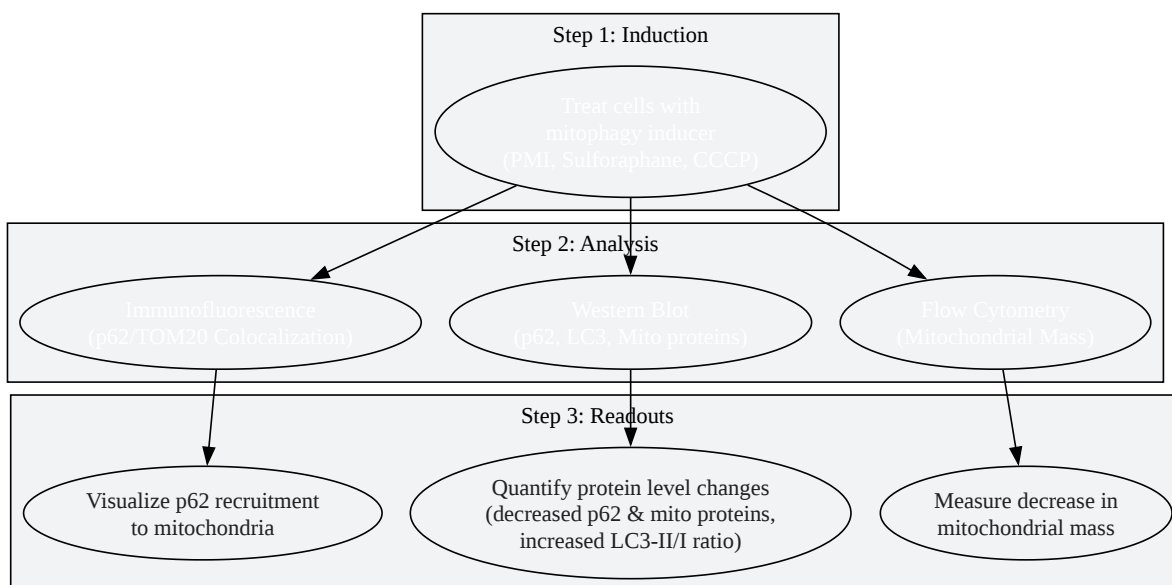 Step 1: Induction
Treat cells with
mitophagy inducer
(PMI, Sulforaphane, CCCP)
Step 2: Analysis
Immunofluorescence
(p62/TOM20 Colocalization)
Western Blot
(p62, LC3, Mito proteins)
Flow Cytometry
(Mitochondrial Mass)
Step 3: Readouts
Visualize p62 recruitment
to mitochondria
Quantify protein level changes
(decreased p62 & mito proteins,
increased LC3-II/I ratio)
Measure decrease in
mitochondrial mass